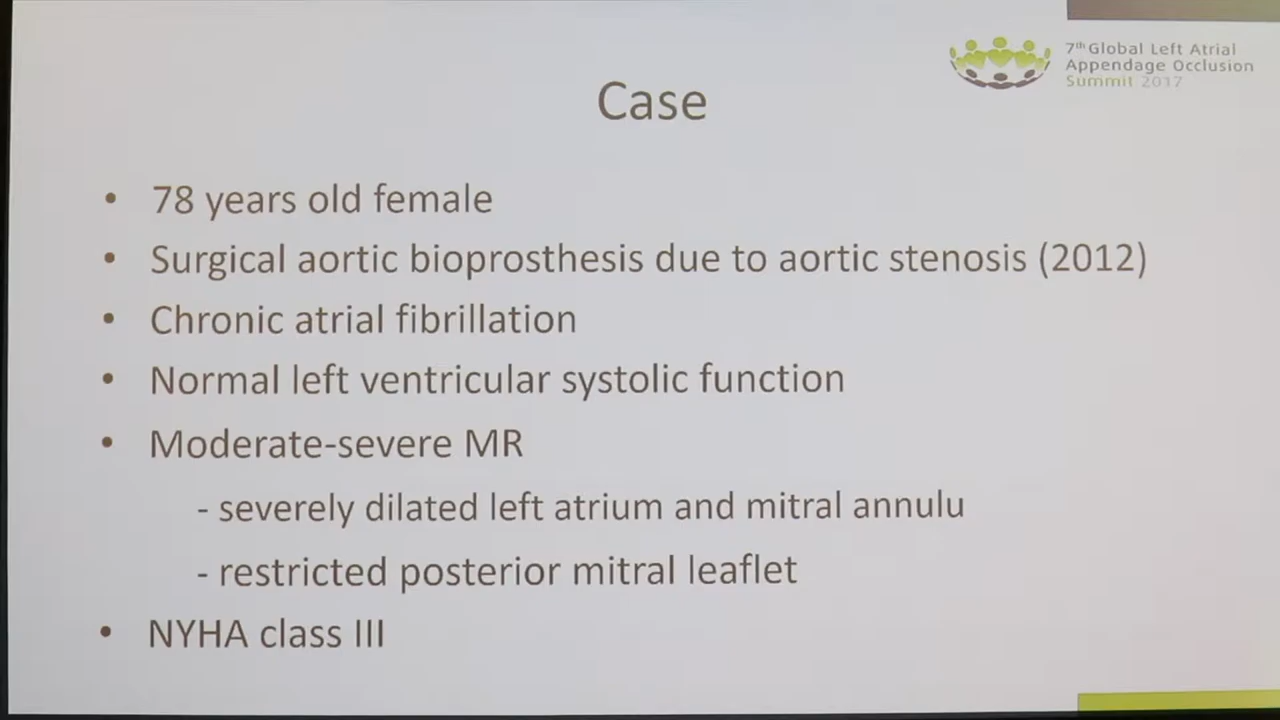 7th Global Left Atrial
Appendage Occlusion
Summit 2017
Case
• 78 years old female
• Surgical aortic bioprosthesis due to aortic stenosis (2012)
• Chronic atrial fibrillation
• Normal left ventricular systolic function
• Moderate-severe MR
- severely dilated left atrium and mitral annulu
- restricted posterior mitral leaflet
• NYHA class III